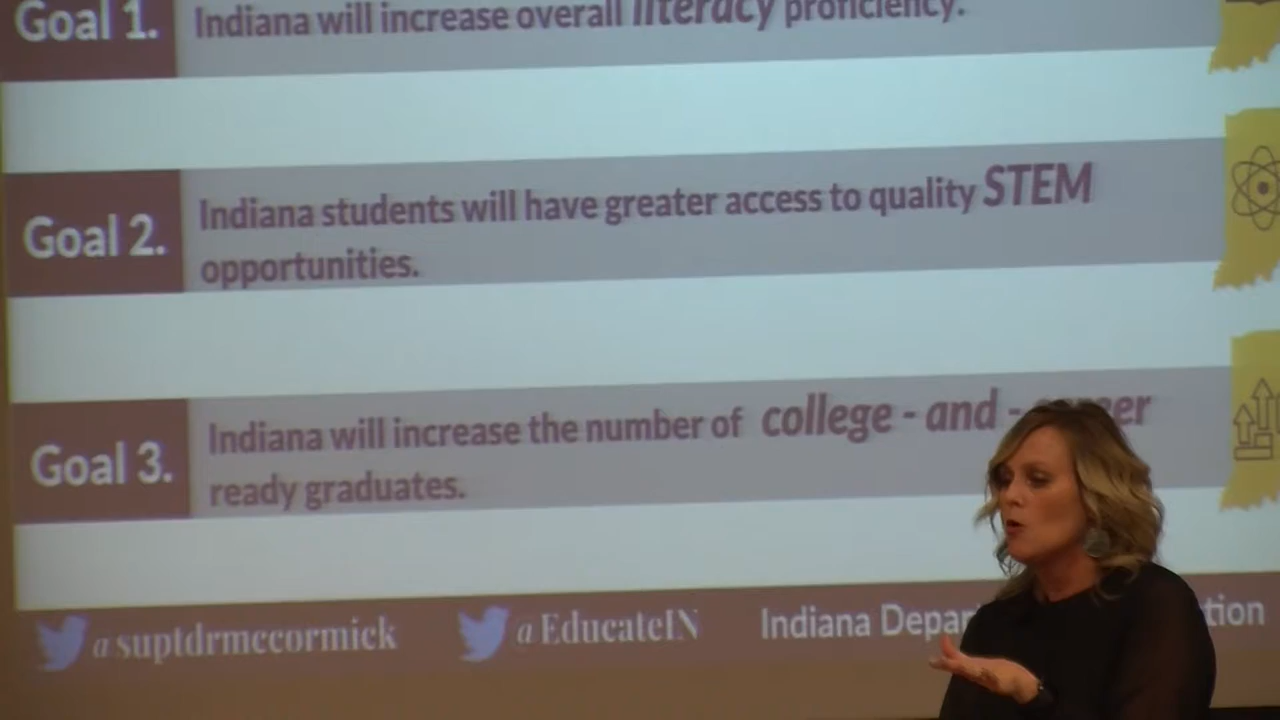 Goal 1.
Indiana will increase overall literacy proficiency.
Goal 2.
Indiana students will have greater access to quality STEM
opportunities.
Goal 3.
Indiana will increase the number of college - and - career
ready graduates.
@suptdrmccormick @EducateIN Indiana Depar tion